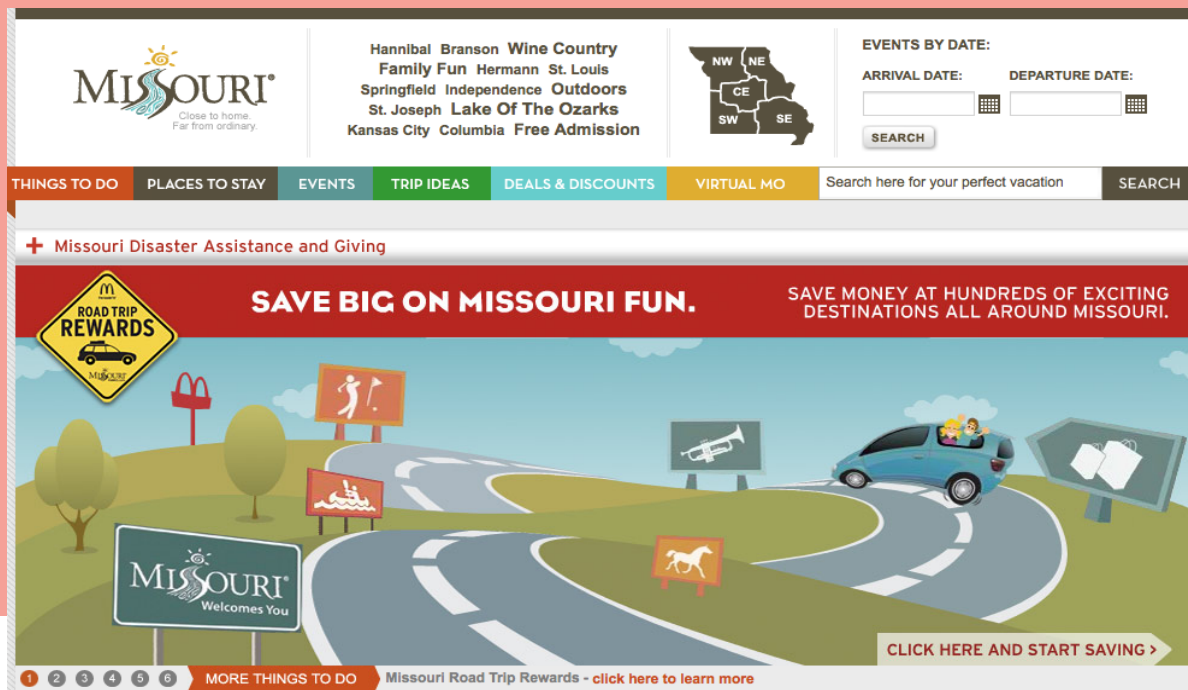 MISSOURI®
Close to home.
Far from ordinary.
Hannibal Branson Wine Country
Family Fun Hermann St. Louis
Springfield Independence Outdoors
St. Joseph Lake Of The Ozarks
Kansas City Columbia Free Admission
NW NE
CE
SW SE
EVENTS BY DATE:
ARRIVAL DATE: DEPARTURE DATE:
SEARCH
THINGS TO DO PLACES TO STAY EVENTS TRIP IDEAS DEALS & DISCOUNTS VIRTUAL MO Search here for your perfect vacation SEARCH
+ Missouri Disaster Assistance and Giving
ROAD TRIP
REWARDS
MISSOURI
SAVE BIG ON MISSOURI FUN.
SAVE MONEY AT HUNDREDS OF EXCITING
DESTINATIONS ALL AROUND MISSOURI.
MISSOURI®
Welcomes You
CLICK HERE AND START SAVING >
1 2 3 4 5 6 MORE THINGS TO DO Missouri Road Trip Rewards - click here to learn more